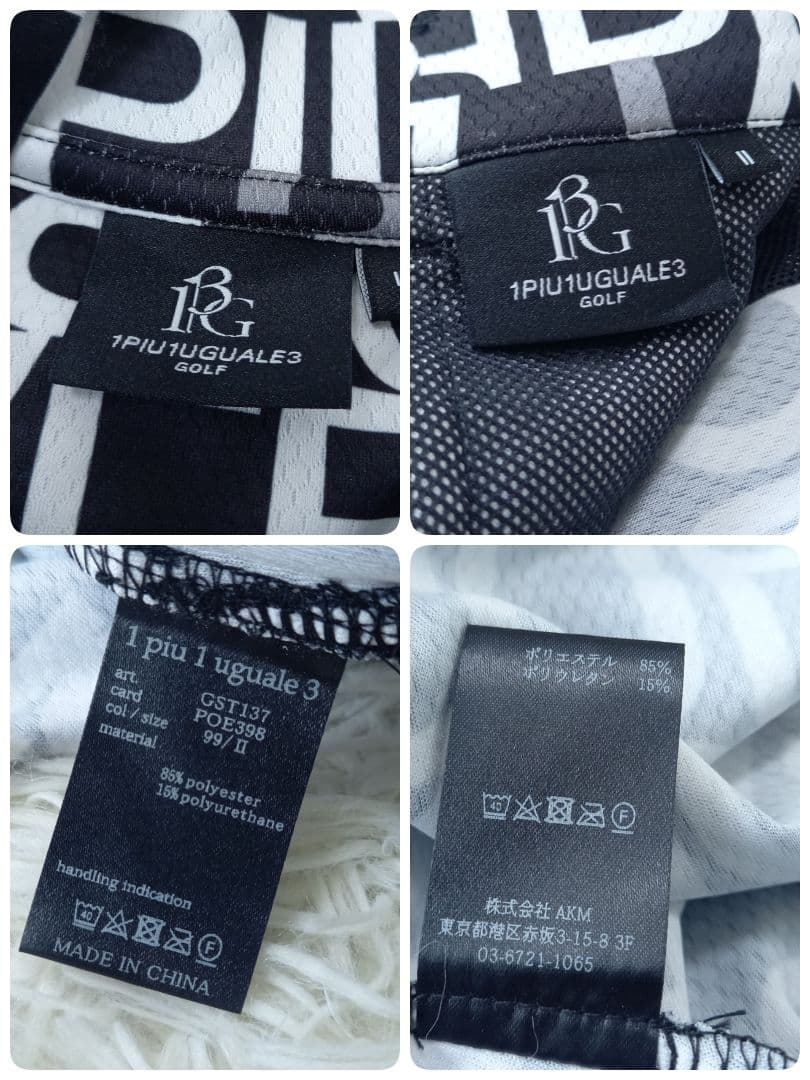 1PIU1UGUALE3
GOLF
II
1PIU1UGUALE3
GOLF
1 piu 1 uguale 3
art. GST137
card POE398
col / size 99/II
material
85% polyester
15% polyurethane
handling indication
40 F
MADE IN CHINA
ポリエステル 85%
ポリウレタン 15%
40 F
株式会社 AKM
東京都港区赤坂3-15-8 3F
03-6721-1065